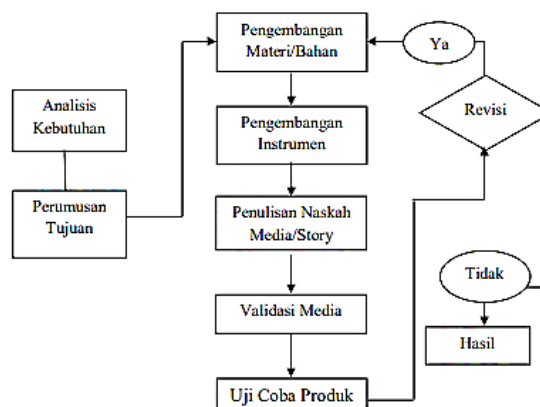 Analisis
Kebutuhan
Perumusan
Tujuan
Pengembangan
Materi/Bahan
Pengembangan
Instrumen
Penulisan Naskah
Media/Story
Validasi Media
Uji Coba Produk
Ya
Revisi
Tidak
Hasil